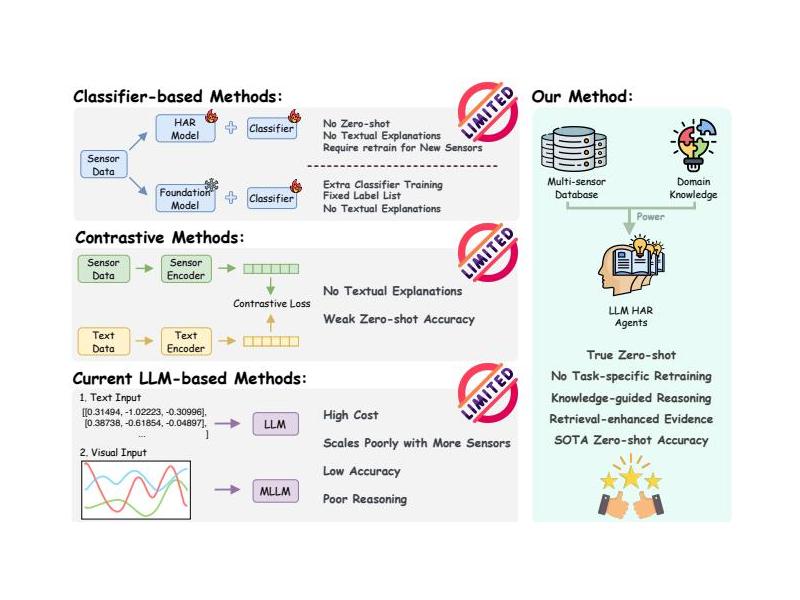 Classifier-based Methods:
LIMITED
Sensor
Data
HAR
Model
Classifier
No Zero-shot
No Textual Explanations
Require retrain for New Sensors
Foundation
Model
Classifier
Extra Classifier Training
Fixed Label List
No Textual Explanations
Contrastive Methods:
LIMITED
Sensor
Data
Sensor
Encoder
Contrastive Loss
Text
Data
Text
Encoder
No Textual Explanations
Weak Zero-shot Accuracy
Current LLM-based Methods:
LIMITED
1. Text Input
[[0.31494, -1.02223, -0.30996],
[0.38738, -0.61854, -0.04897],
... ]
LLM
2. Visual Input
MLLM
High Cost
Scales Poorly with More Sensors
Low Accuracy
Poor Reasoning
Our Method:
Multi-sensor
Database
Domain
Knowledge
Power
LLM HAR
Agents
True Zero-shot
No Task-specific Retraining
Knowledge-guided Reasoning
Retrieval-enhanced Evidence
SOTA Zero-shot Accuracy